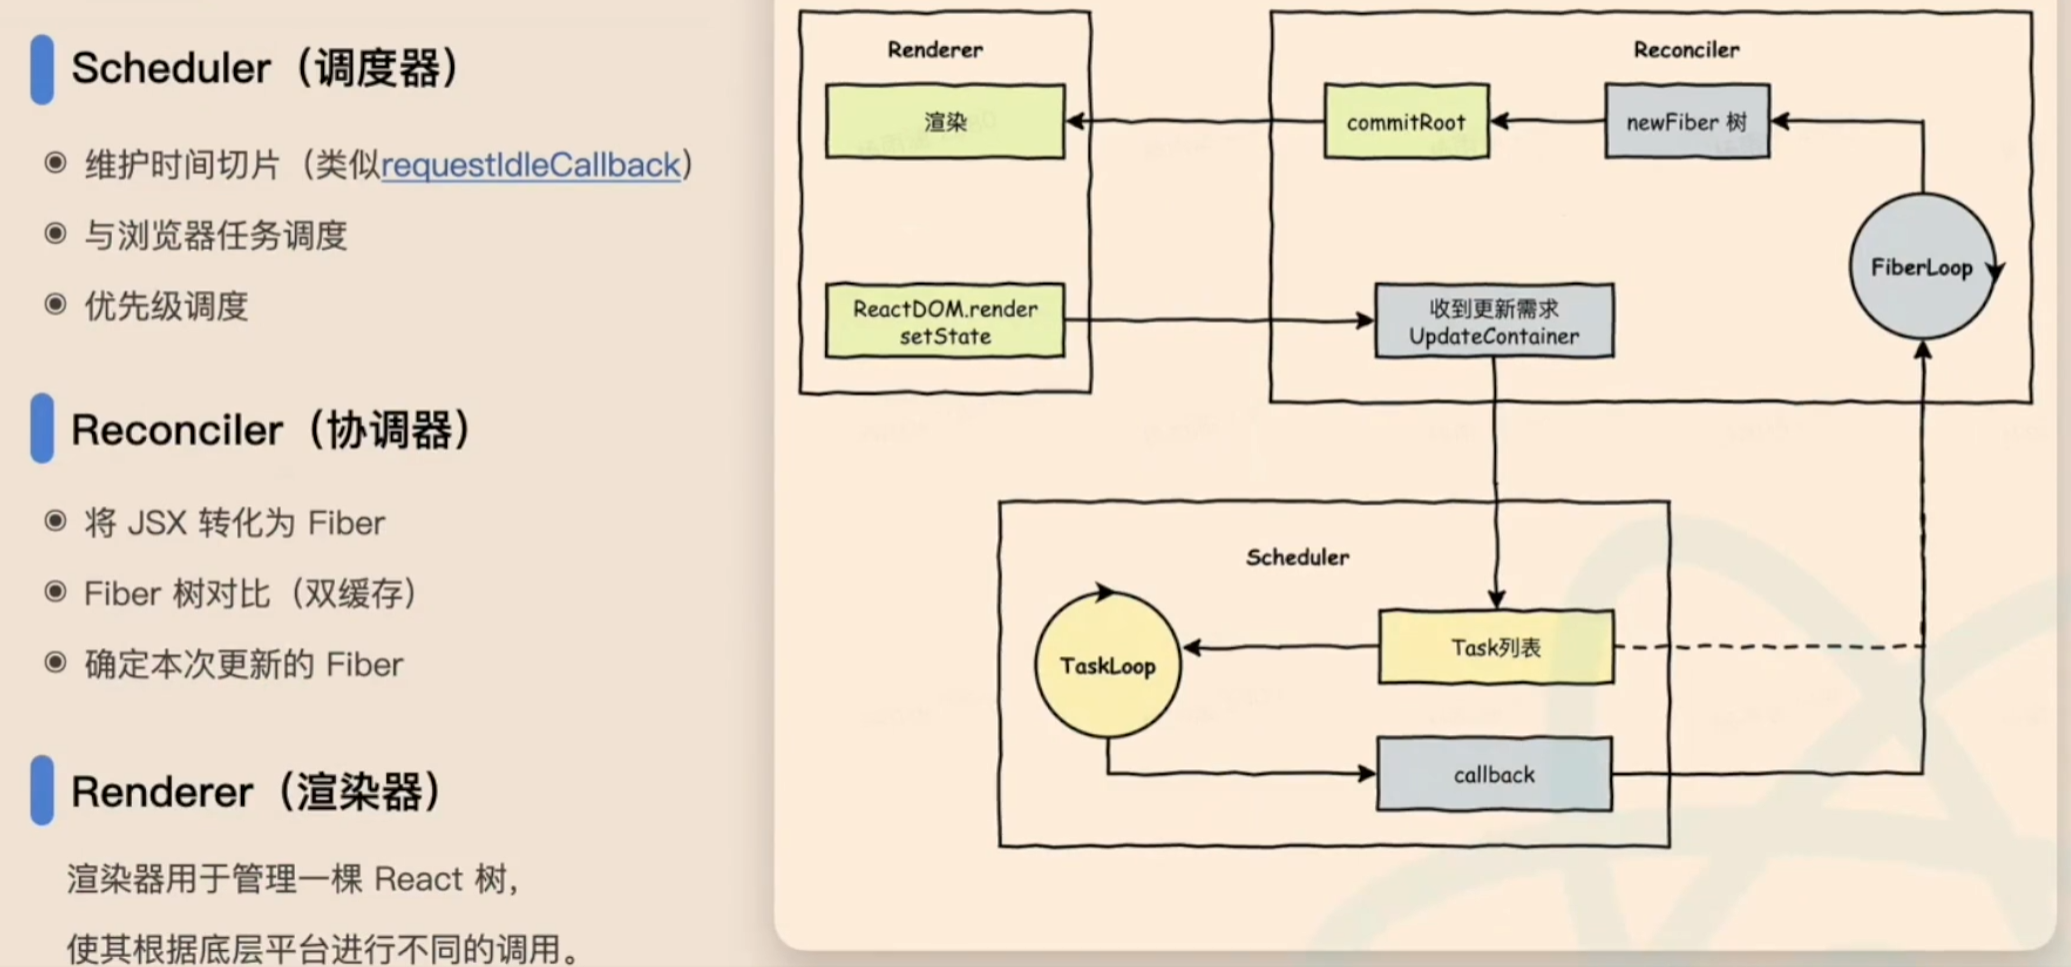 Scheduler（调度器）
维护时间切片（类似requestIdleCallback）
与浏览器任务调度
优先级调度
Reconciler（协调器）
将 JSX 转化为 Fiber
Fiber 树对比（双缓存）
确定本次更新的 Fiber
Renderer（渲染器）
渲染器用于管理一棵 React 树，
使其根据底层平台进行不同的调用。
Renderer
渲染
ReactDOM.render
setState
Reconciler
commitRoot
newFiber 树
FiberLoop
收到更新需求
UpdateContainer
Scheduler
TaskLoop
Task列表
callback